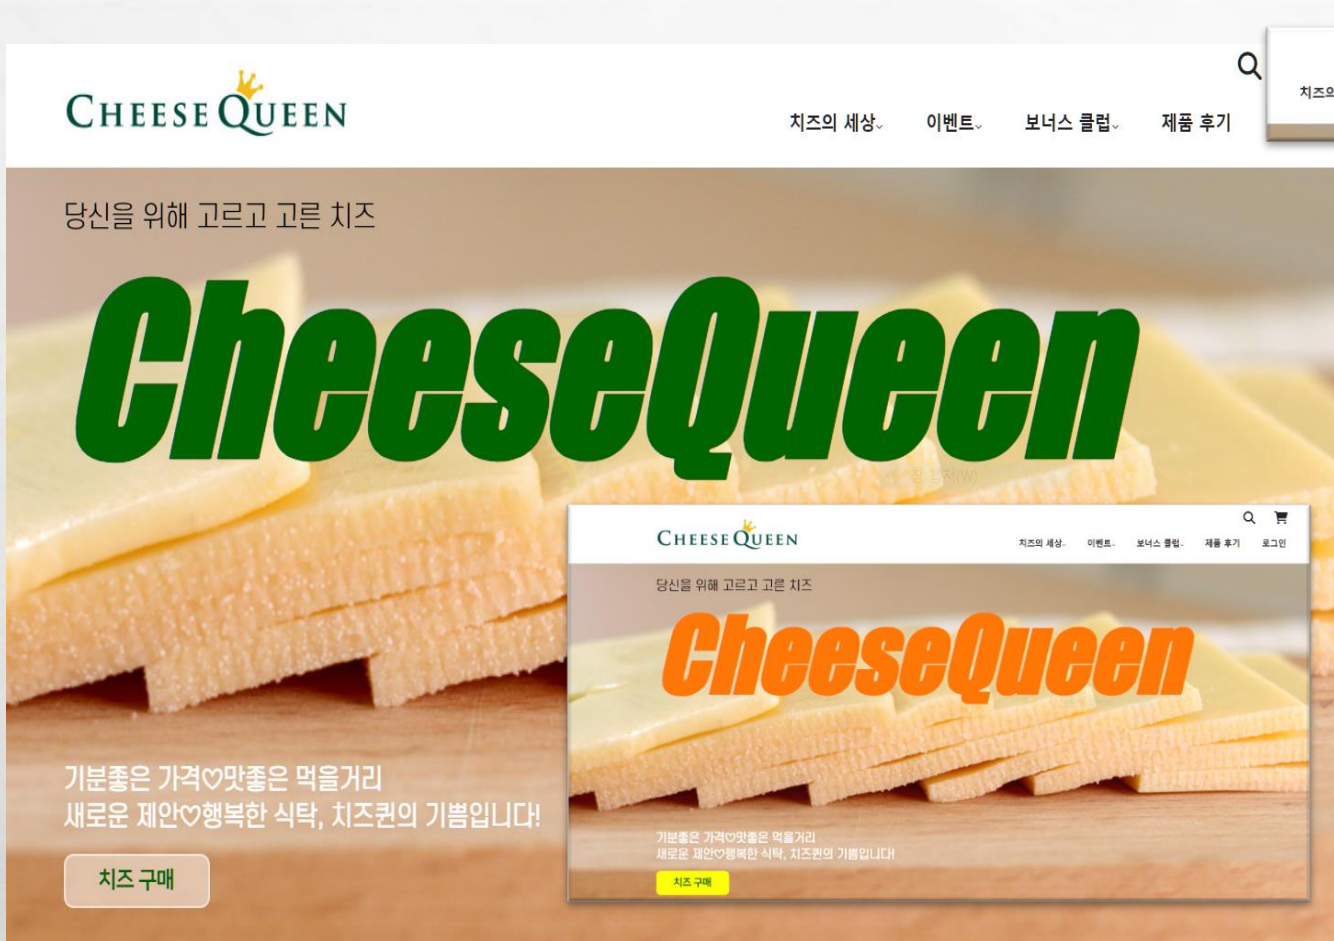 CHEESE QUEEN
치즈의 세상
이벤트
보너스 클럽
제품 후기
치즈의
당신을 위해 고르고 고른 치즈
CheeseQueen
기분좋은 가격♡맛좋은 먹을거리
새로운 제안♡행복한 식탁, 치즈퀸의 기쁨입니다!
치즈 구매
CHEESE QUEEN
치즈의 세상
이벤트
보너스 클럽
제품 후기
로그인
당신을 위해 고르고 고른 치즈
CheeseQueen
기분좋은 가격♡맛좋은 먹을거리
새로운 제안♡행복한 식탁, 치즈퀸의 기쁨입니다!
치즈 구매